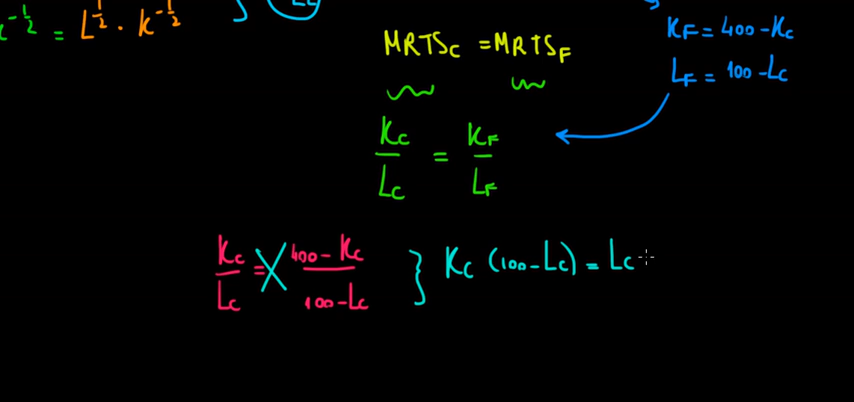 = L^{1/2} · K^{-1/2}
K_F = 400 - K_C
MRTS_C = MRTS_F
L_F = 100 - L_C
K_C / L_C = K_F / L_F
K_C / L_C = 400 - K_C / 100 - L_C } K_C (100 - L_C) = L_C